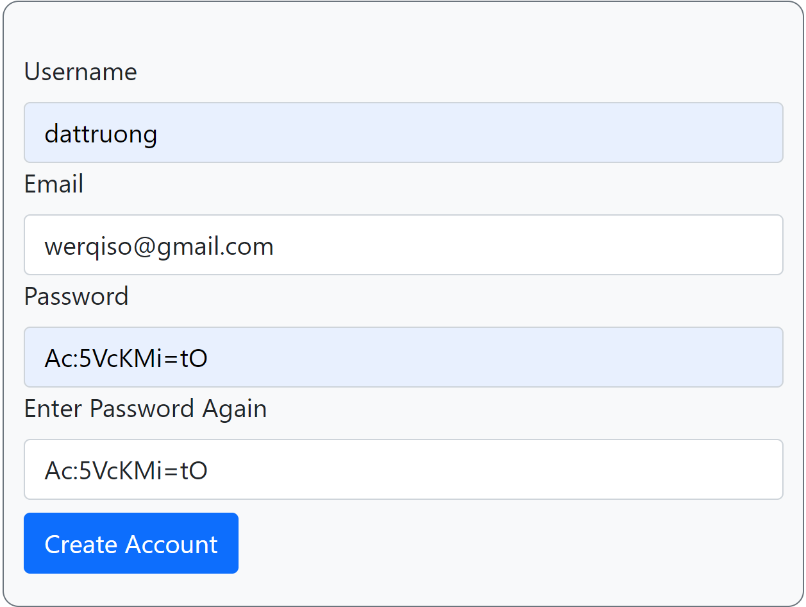 Username
dattruong
Email
werqiso@gmail.com
Password
Ac:5VcKMi=tO
Enter Password Again
Ac:5VcKMi=tO
Create Account